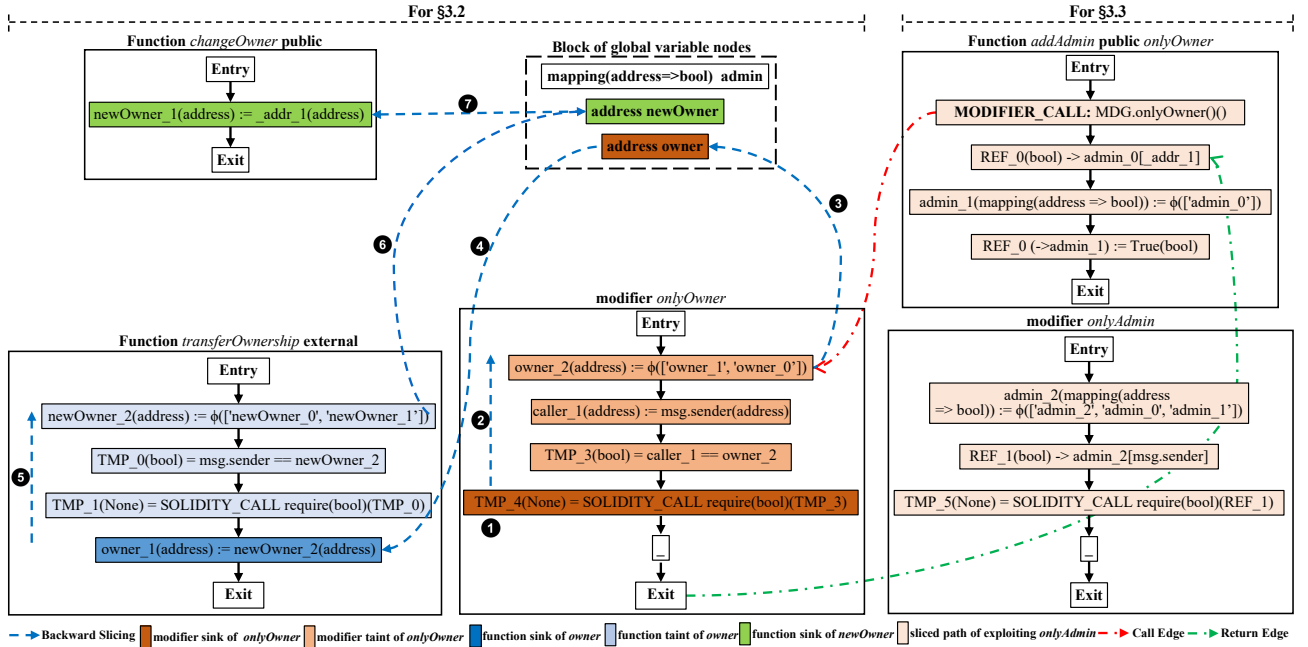 For §3.2
For §3.3
Function changeOwner public
Entry
newOwner_1(address) := _addr_1(address)
Exit
Block of global variable nodes
mapping(address=>bool) admin
address newOwner
address owner
7
3
4
6
Function addAdmin public onlyOwner
Entry
MODIFIER_CALL: MDG.onlyOwner()()
REF_0(bool) -> admin_0[_addr_1]
admin_1(mapping(address => bool)) := ϕ(['admin_0’])
REF_0 (->admin_1) := True(bool)
Exit
Function transferOwnership external
Entry
newOwner_2(address) := ϕ(['newOwner_0', 'newOwner_1’])
TMP_0(bool) = msg.sender == newOwner_2
TMP_1(None) = SOLIDITY_CALL require(bool)(TMP_0)
owner_1(address) := newOwner_2(address)
Exit
5
modifier onlyOwner
Entry
owner_2(address) := ϕ(['owner_1', 'owner_0’])
caller_1(address) := msg.sender(address)
TMP_3(bool) = caller_1 == owner_2
TMP_4(None) = SOLIDITY_CALL require(bool)(TMP_3)
_
Exit
2
1
modifier onlyAdmin
Entry
admin_2(mapping(address
=> bool)) := ϕ(['admin_2', 'admin_0', 'admin_1’])
REF_1(bool) -> admin_2[msg.sender]
TMP_5(None) = SOLIDITY_CALL require(bool)(REF_1)
_
Exit
Backward Slicing
modifier sink of onlyOwner
modifier taint of onlyOwner
function sink of owner
function taint of owner
function sink of newOwner
sliced path of exploiting onlyAdmin
Call Edge
Return Edge